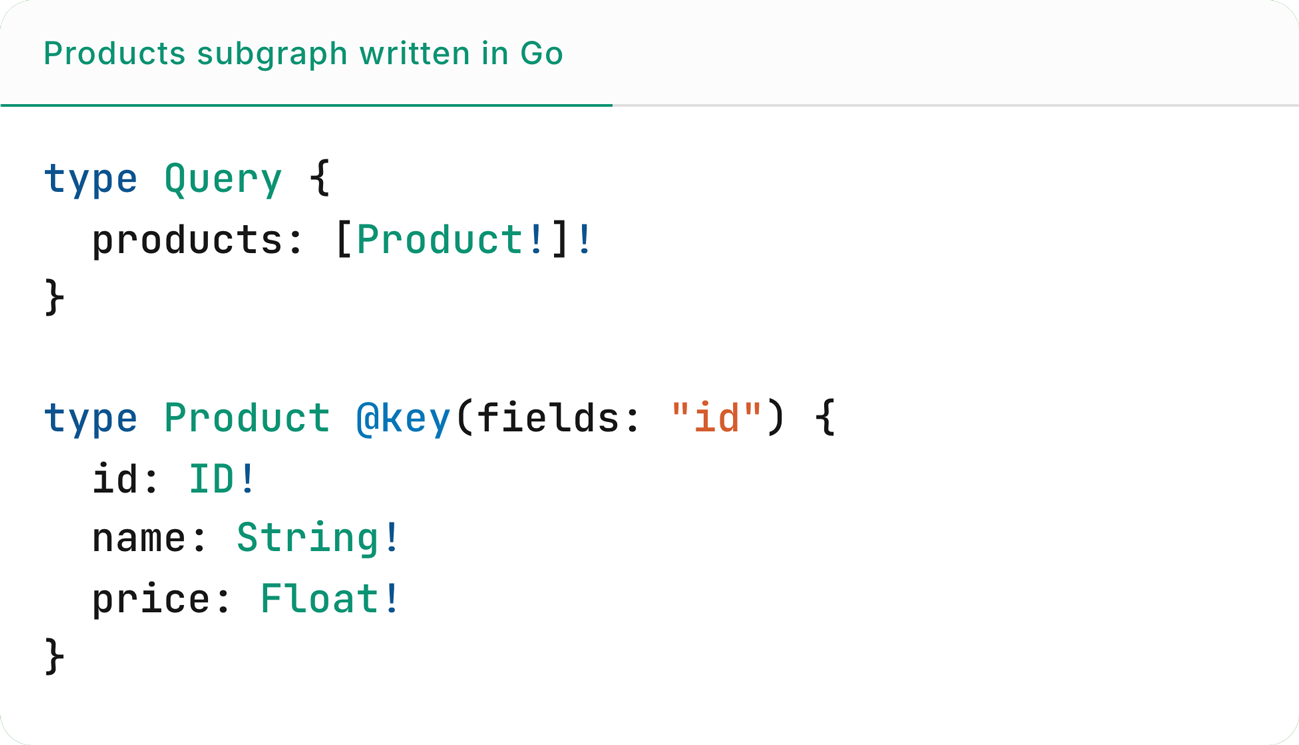 Products subgraph written in Go
type Query {
  products: [Product!]!
}
type Product @key(fields: "id") {
  id: ID!
  name: String!
  price: Float!
}